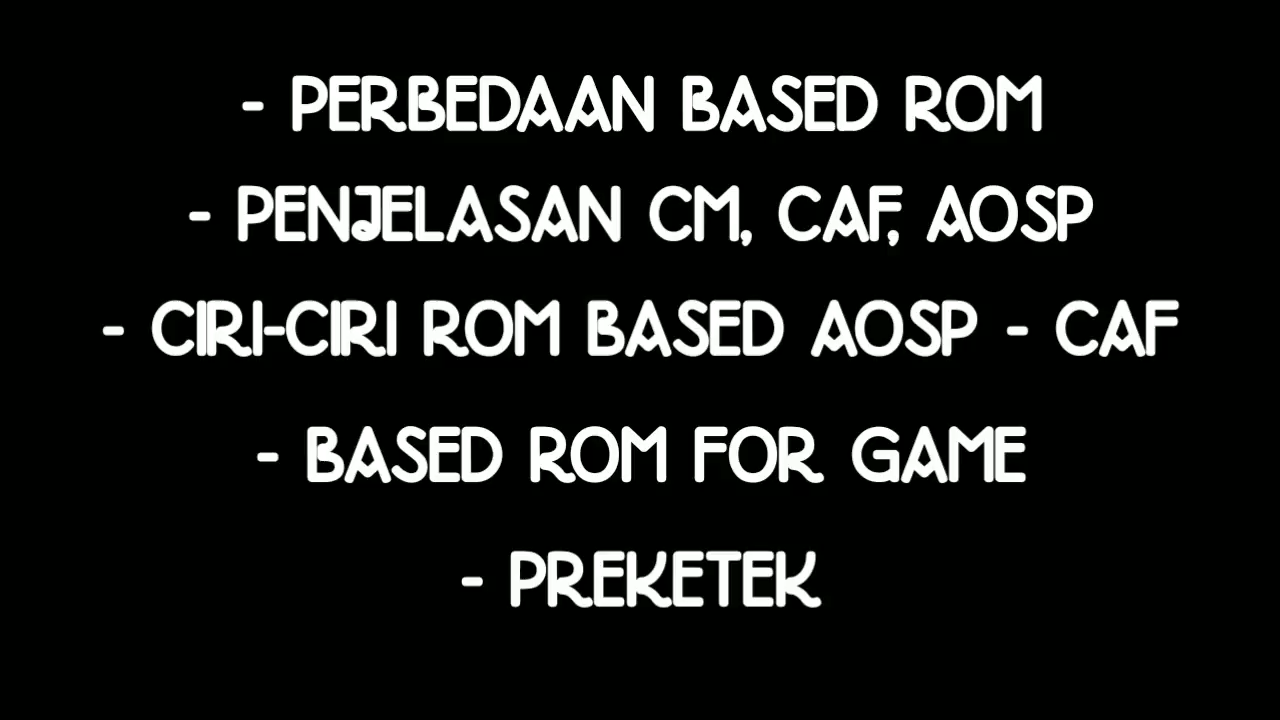 - PERBEDAAN BASED ROM
- PENJELASAN CM, CAF, AOSP
- CIRI-CIRI ROM BASED AOSP - CAF
- BASED ROM FOR GAME
- PREKETEK